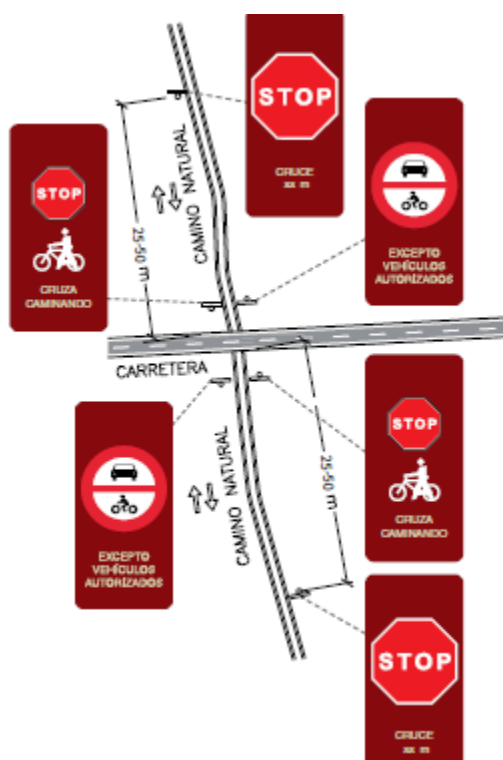 STOP
CRUCE
xx m
STOP
CRUZA
CAMINANDO
EXCEPTO
VEHÍCULOS
AUTORIZADOS
25-50 m
CAMINO NATURAL
CARRETERA
STOP
CRUZA
CAMINANDO
EXCEPTO
VEHÍCULOS
AUTORIZADOS
CAMINO NATURAL
25-50 m
STOP
CRUCE
xx m